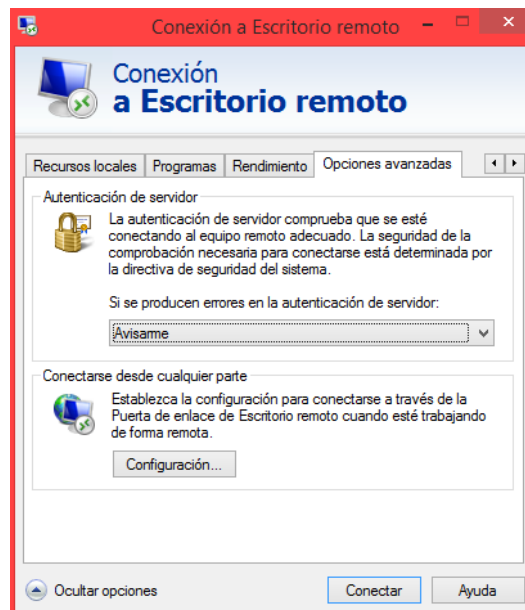 Conexión a Escritorio remoto
Conexión
a Escritorio remoto
Recursos locales Programas Rendimiento Opciones avanzadas
Autenticación de servidor
La autenticación de servidor comprueba que se esté
conectando al equipo remoto adecuado. La seguridad de la
comprobación necesaria para conectarse está determinada por
la directiva de seguridad del sistema.
Si se producen errores en la autenticación de servidor:
Avisarme
Conectarse desde cualquier parte
Establezca la configuración para conectarse a través de la
Puerta de enlace de Escritorio remoto cuando esté trabajando
de forma remota.
Configuración...
Ocultar opciones Conectar Ayuda